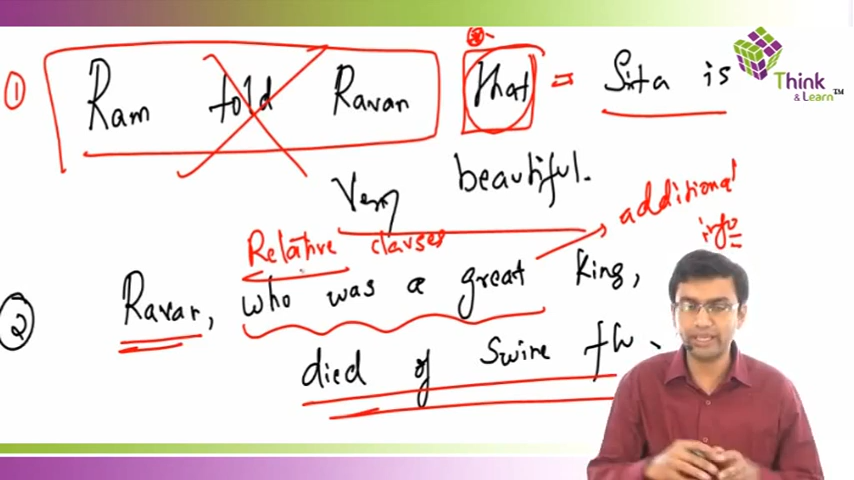 ① Ram told Ravan that = Sita is
Think
& Learn™
Very beautiful.
additional
info
Relative clauses
② Ravan, who was a great King,
died of Swine flu.